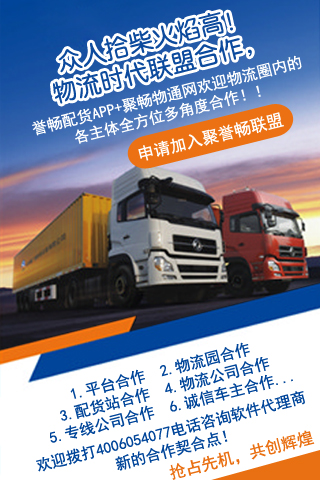 众人拾柴火焰高!
物流时代联盟合作,
誉畅配货APP+聚畅物通网欢迎物流圈内的
各主体全方位多角度合作!!
申请加入聚誉畅联盟
1.平台合作 2.物流园合作
3.配货站合作 4.物流公司合作
5.专线公司合作 6.诚信车主合作...
欢迎拨打4006054077电话咨询软件代理商
新的合作契合点!
抢占先机,共创辉煌